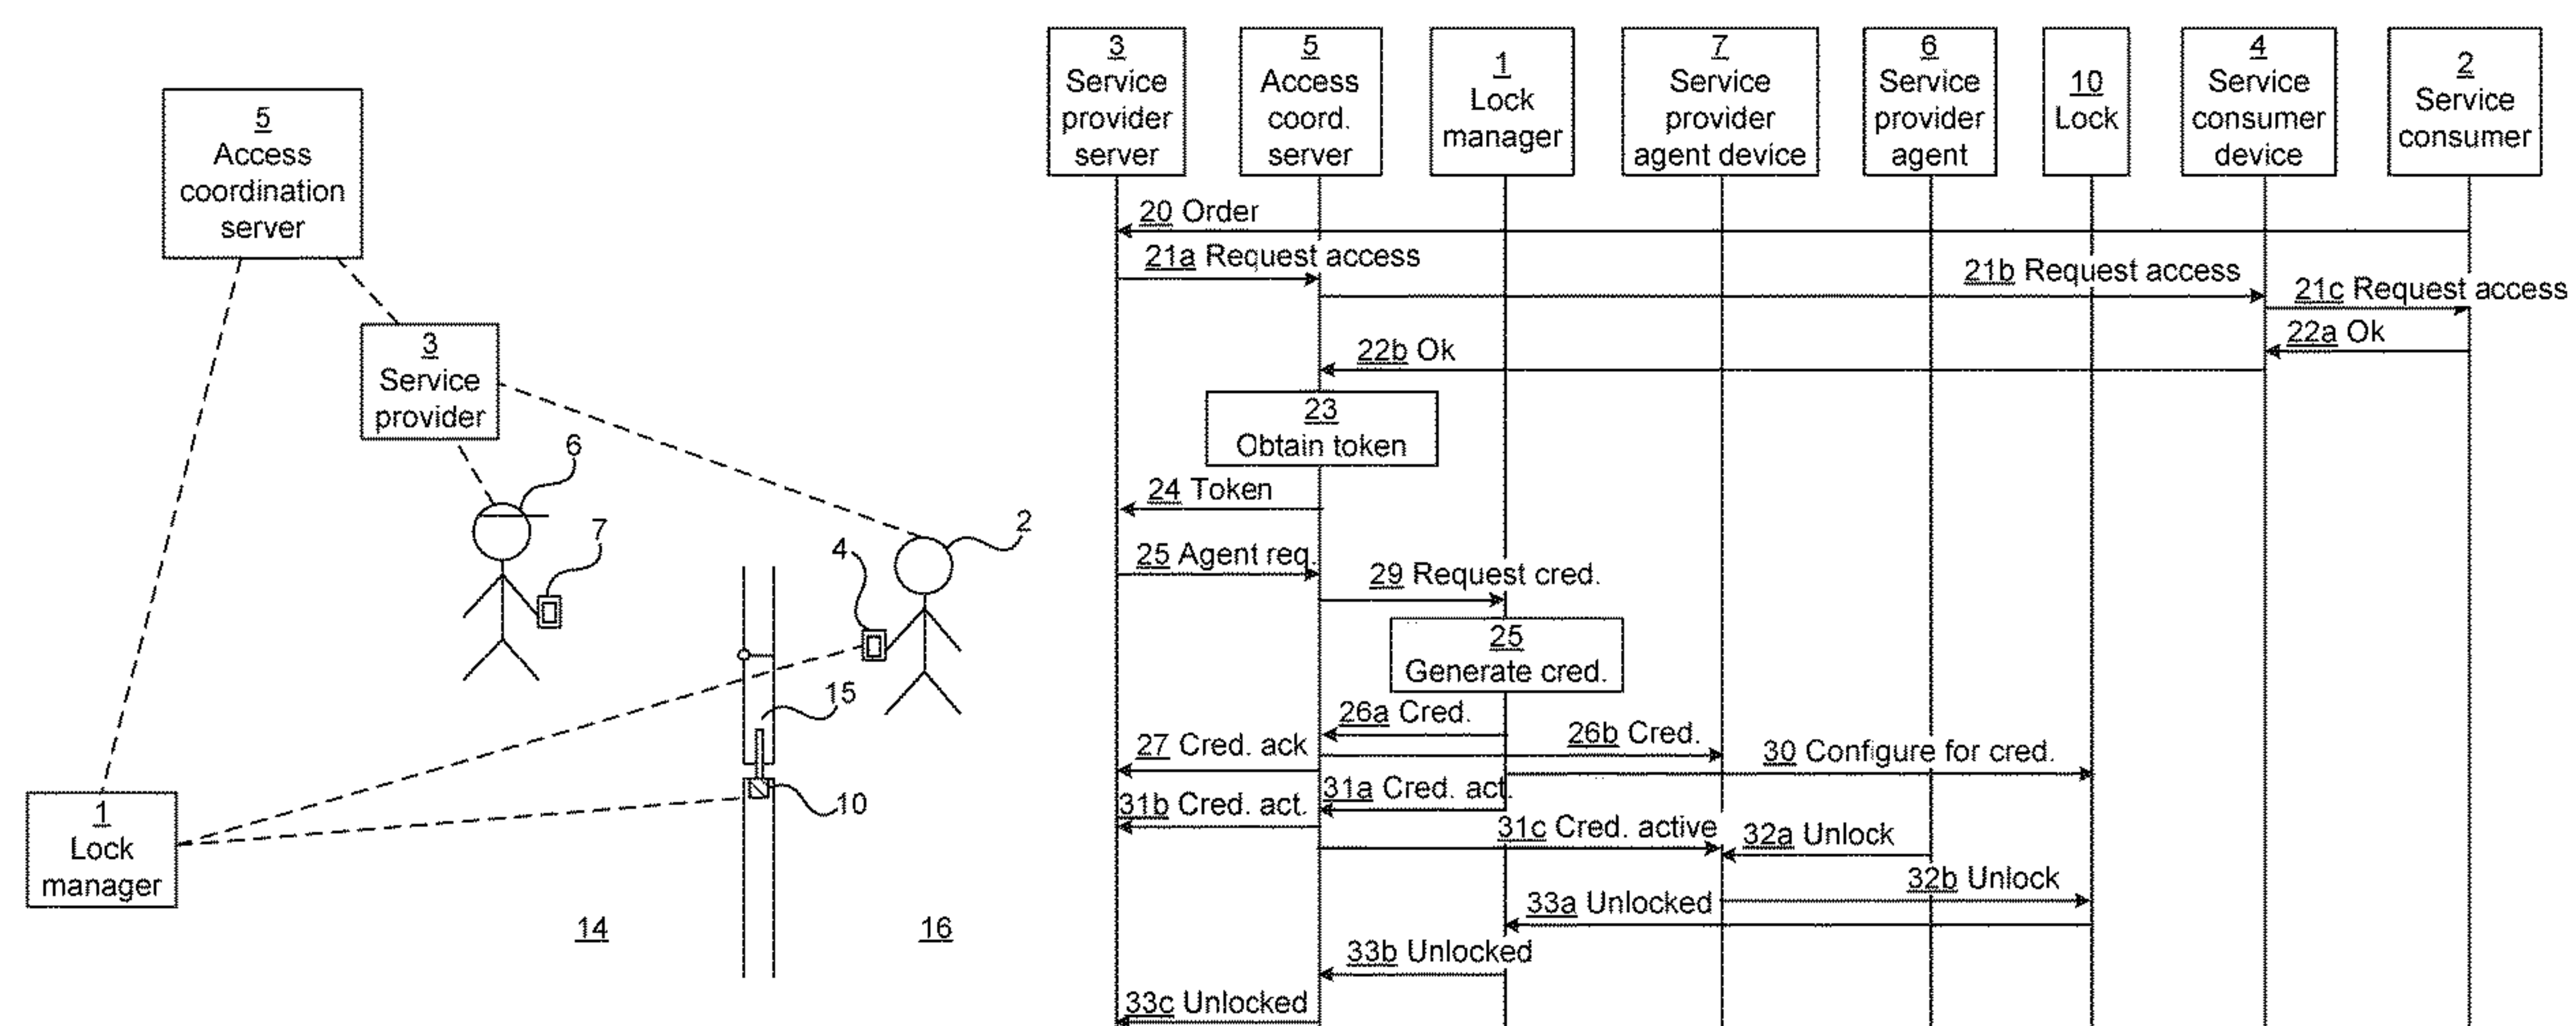 5
Access
coordination
server
3
Service
provider
6
7
2
4
15
10
1
Lock
manager
14
16
3
Service
provider
server
5
Access
coord.
server
1
Lock
manager
7
Service
provider
agent device
6
Service
provider
agent
10
Lock
4
Service
consumer
device
2
Service
consumer
20 Order
21a Request access
21b Request access
21c Request access
22a Ok
22b Ok
23
Obtain token
24 Token
25 Agent req.
29 Request cred.
25
Generate cred.
26a Cred.
26b Cred.
27 Cred. ack
30 Configure for cred.
31a Cred. act.
31b Cred. act.
31c Cred. active
32a Unlock
32b Unlock
33a Unlocked
33b Unlocked
33c Unlocked